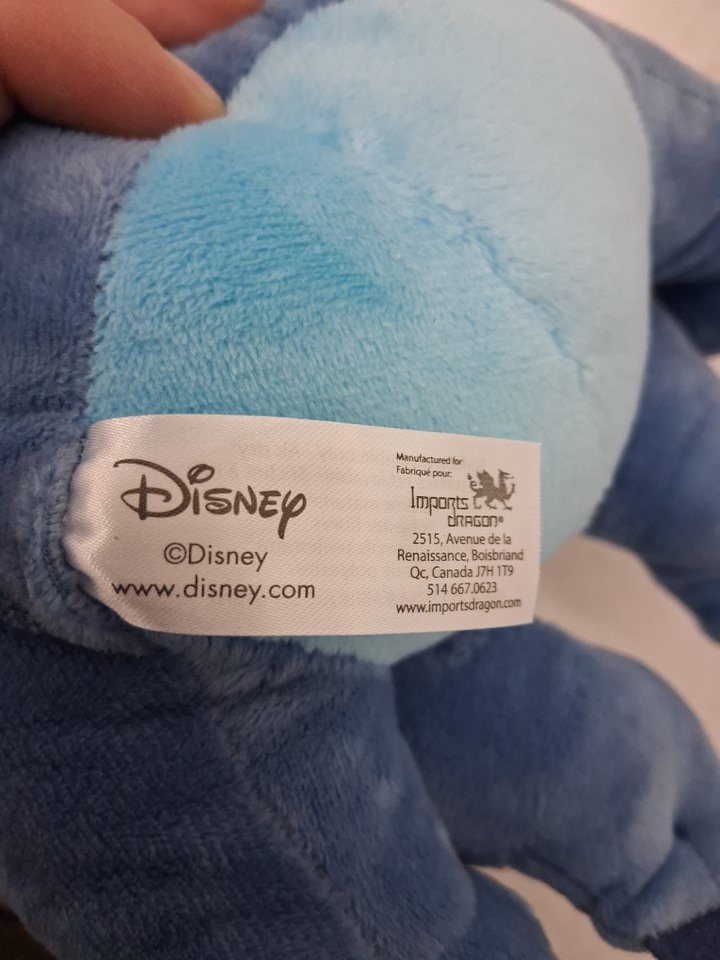 Disney
©Disney
www.disney.com
Manufactured for
Fabriqué pour:
Imports
DRAGON®
2515, Avenue de la
Renaissance, Boisbriand
Qc, Canada J7H 1T9
514 667.0623
www.importsdragon.com